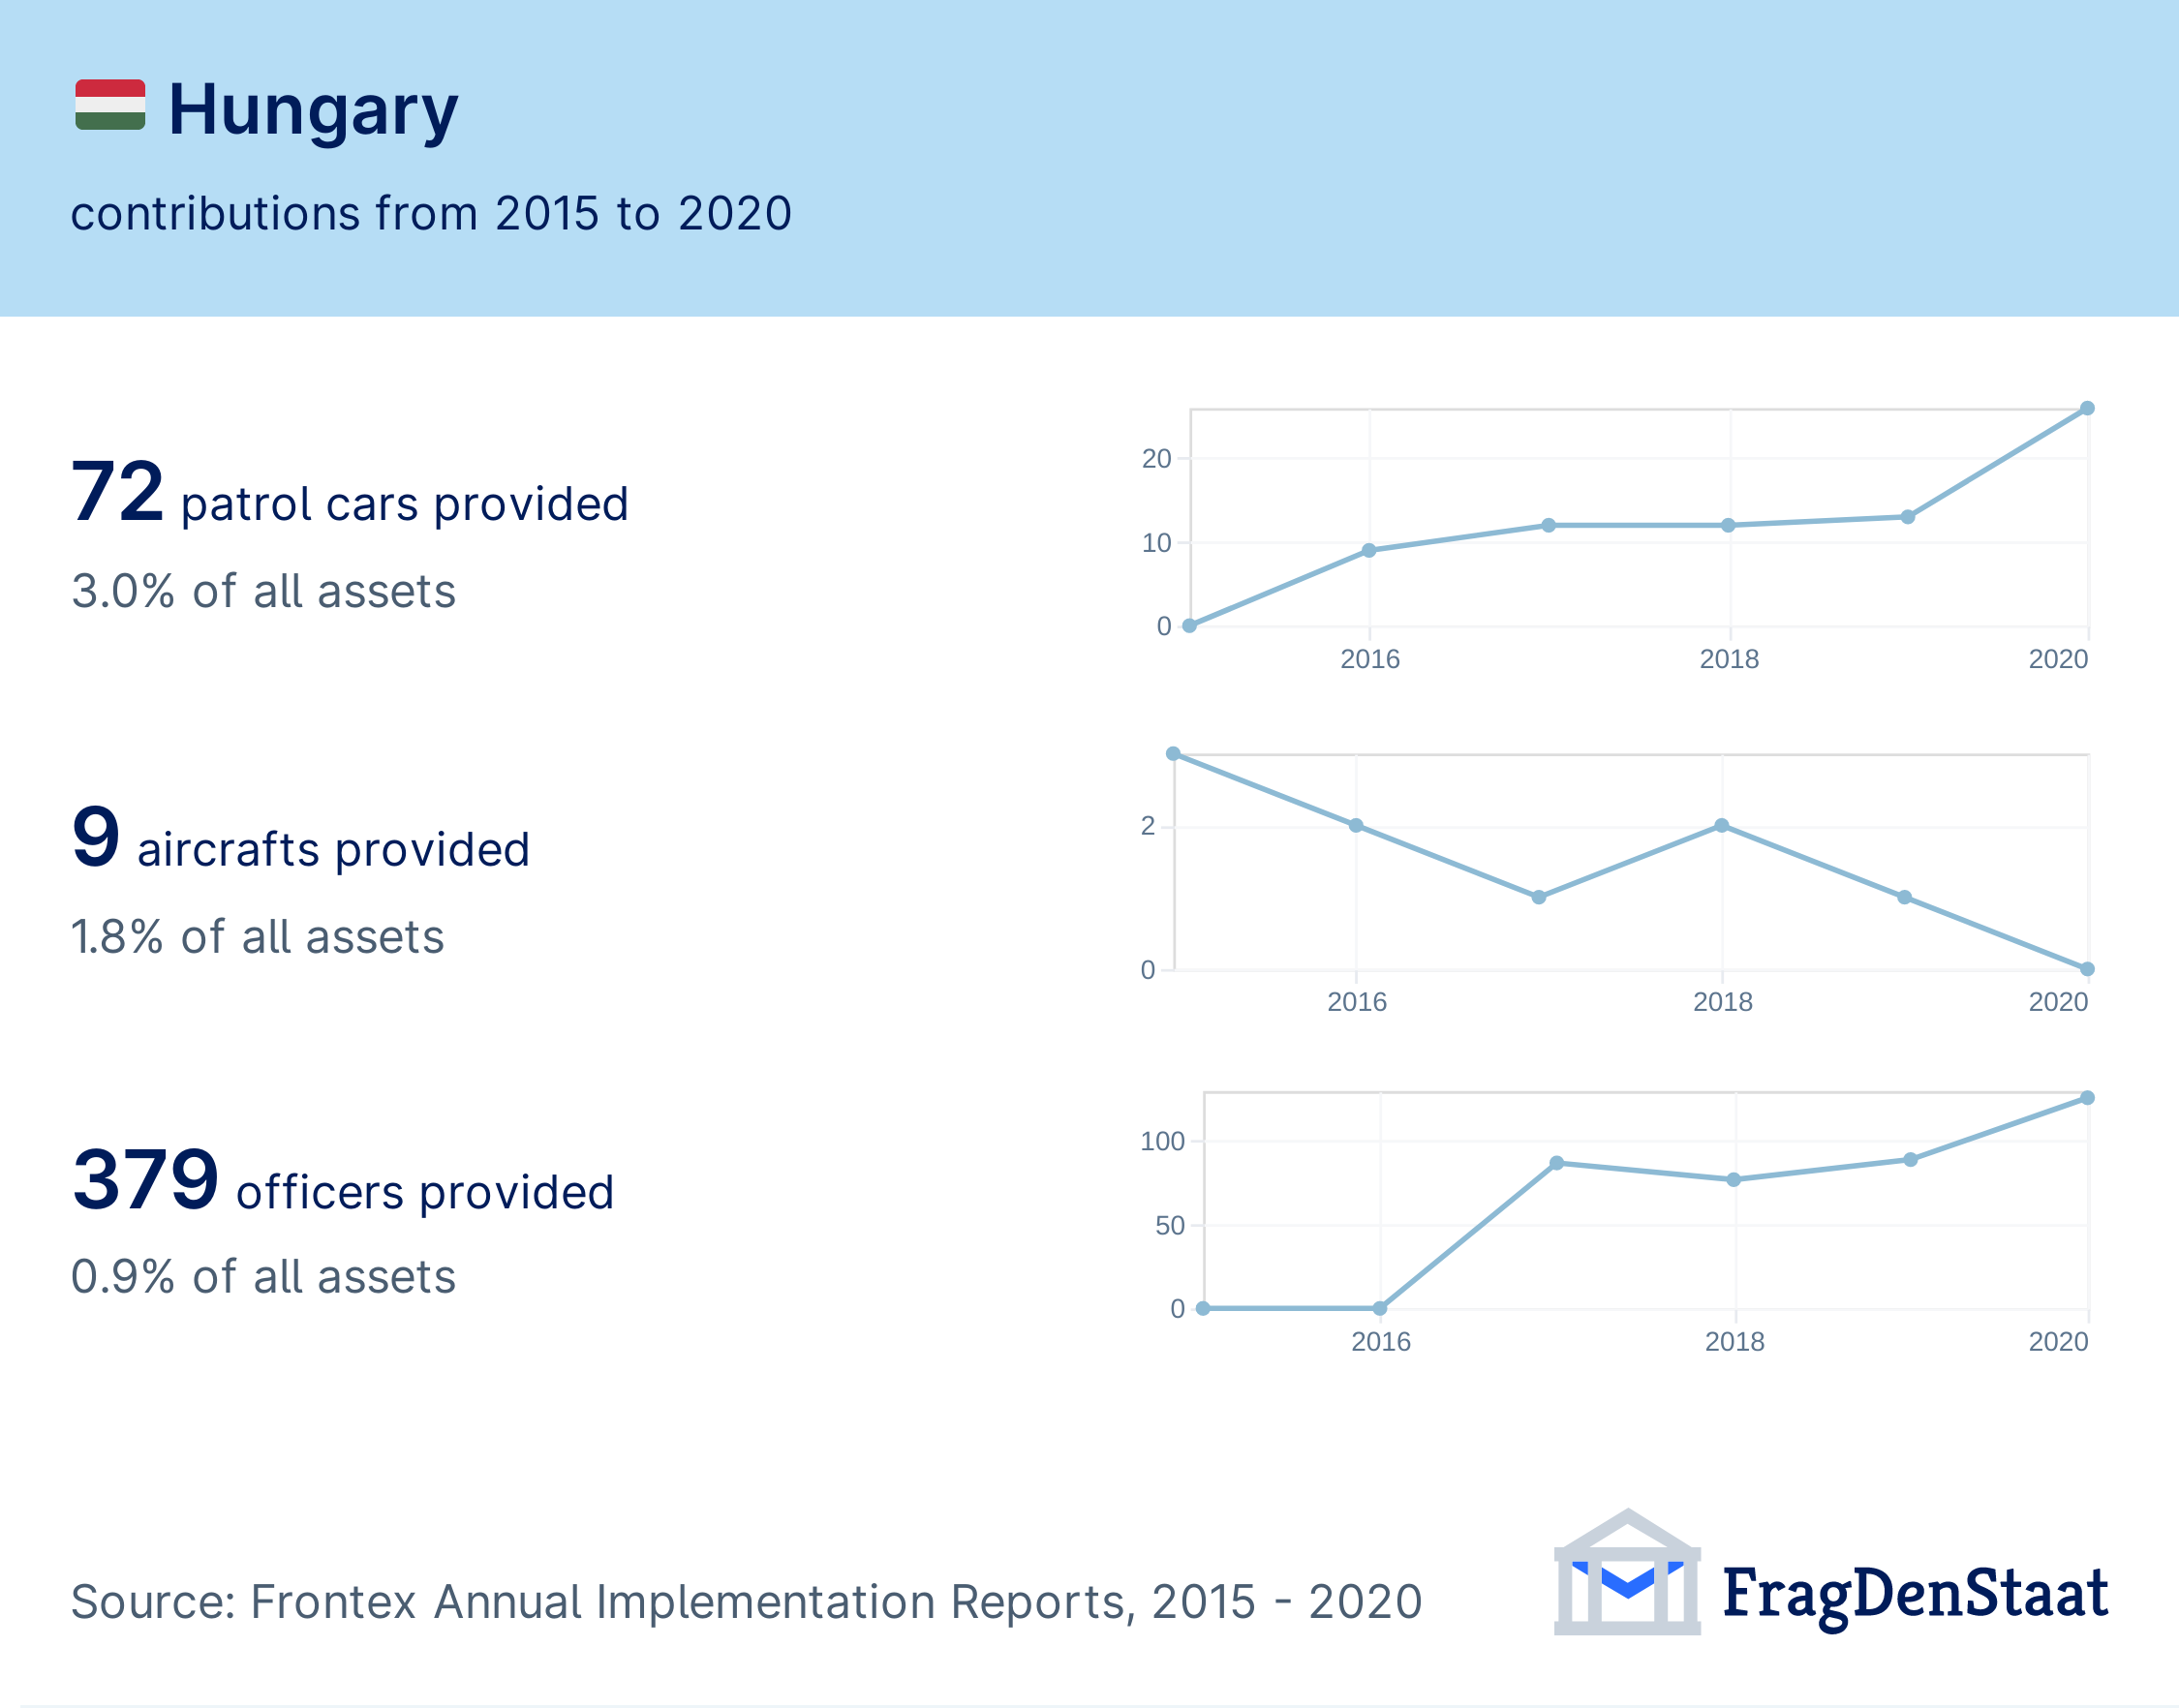 Hungary
contributions from 2015 to 2020
72 patrol cars provided
3.0% of all assets
20
10
0
2016 2018 2020
9 aircrafts provided
1.8% of all assets
2
0
2016 2018 2020
379 officers provided
0.9% of all assets
100
50
0
2016 2018 2020
Source: Frontex Annual Implementation Reports, 2015 - 2020
FragDenStaat